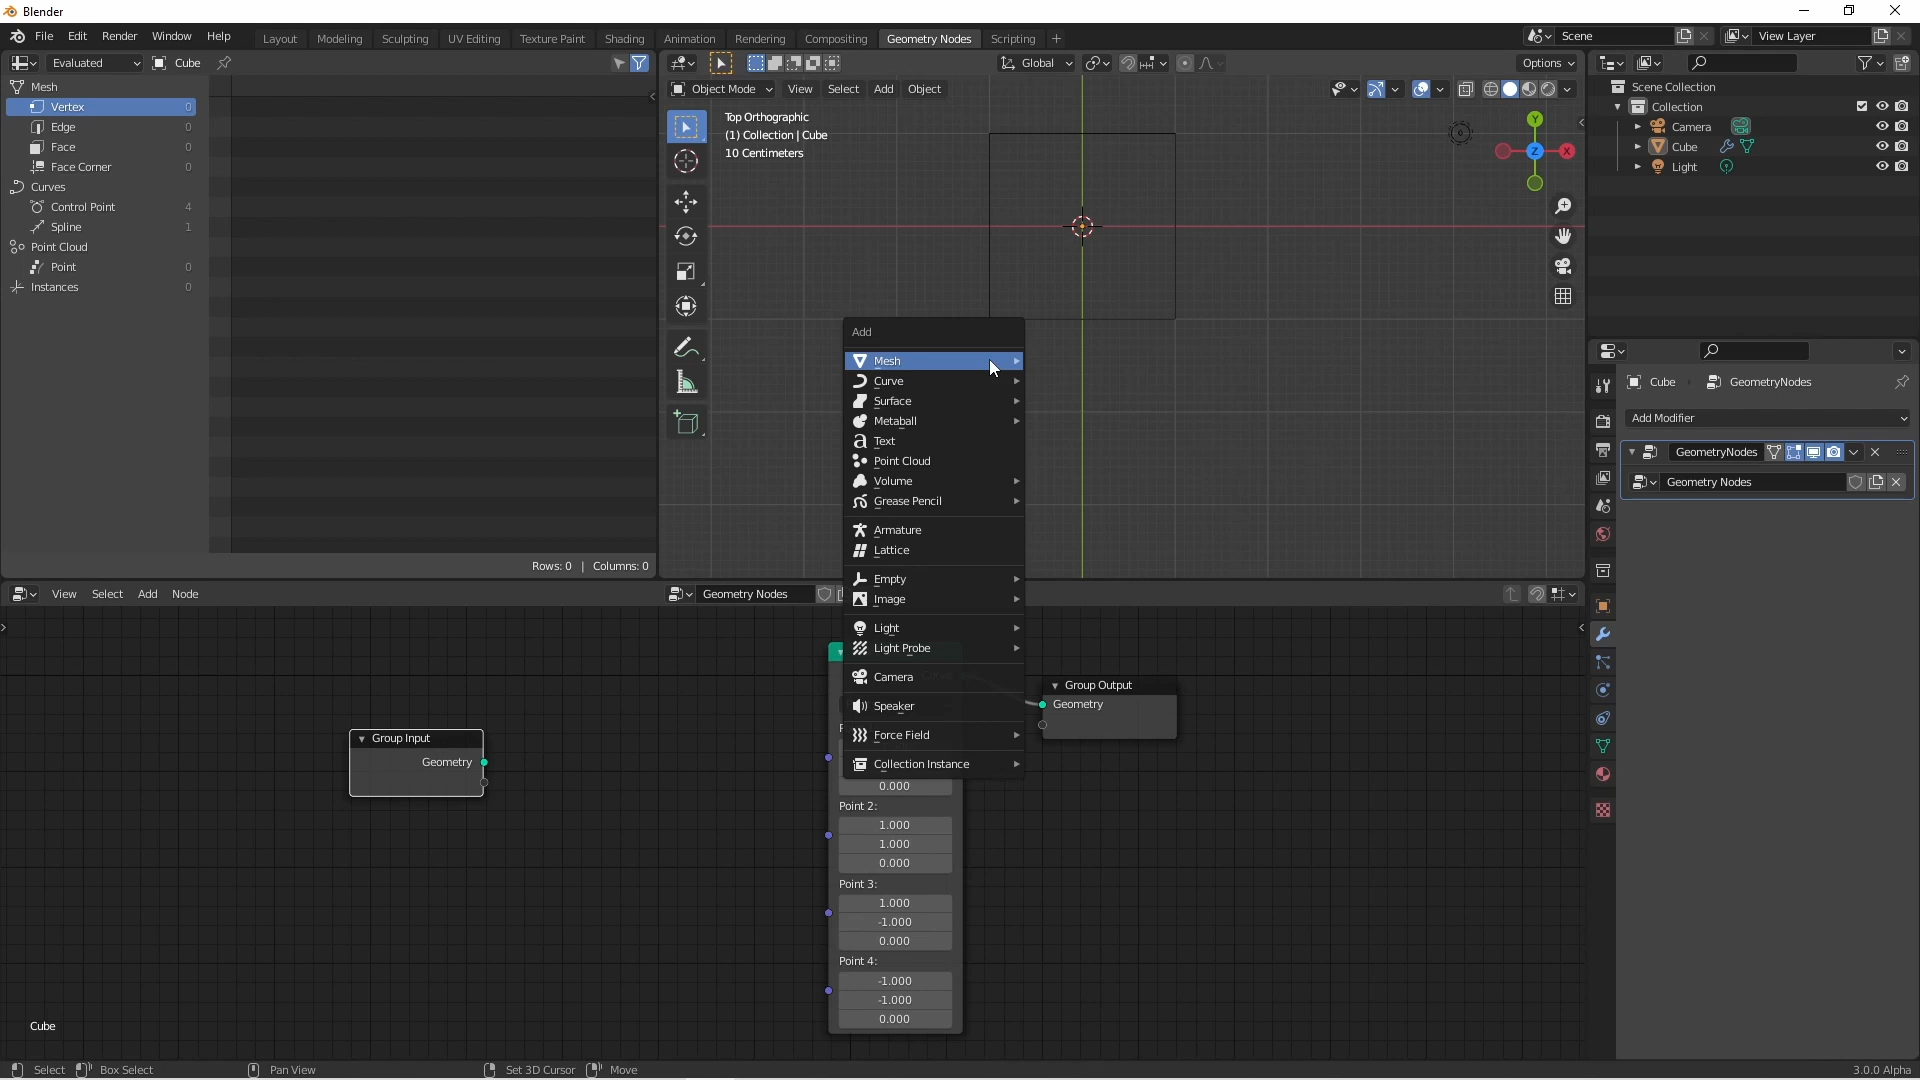 Blender
File Edit Render Window Help
Layout Modeling Sculpting UV Editing Texture Paint Shading Animation Rendering Compositing Geometry Nodes Scripting +
Scene
View Layer
Evaluated
Cube
Mesh
Vertex 0
Edge 0
Face 0
Face Corner 0
Curves
Control Point 4
Spline 1
Point Cloud
Point 0
Instances 0
Rows: 0 | Columns: 0
Global
Options
Object Mode View Select Add Object
Top Orthographic
(1) Collection | Cube
10 Centimeters
Y
Z
X
Add
Mesh
Curve
Surface
Metaball
Text
Point Cloud
Volume
Grease Pencil
Armature
Lattice
Empty
Image
Light
Light Probe
Camera
Speaker
Force Field
Collection Instance
Scene Collection
Collection
Camera
Cube
Light
Cube
GeometryNodes
Add Modifier
GeometryNodes
Geometry Nodes
View Select Add Node
Geometry Nodes
Group Input
Geometry
Group Output
Geometry
0.000
Point 2:
1.000
1.000
0.000
Point 3:
1.000
-1.000
0.000
Point 4:
-1.000
-1.000
0.000
Cube
Select
Box Select
Pan View
Set 3D Cursor
Move
3.0.0 Alpha